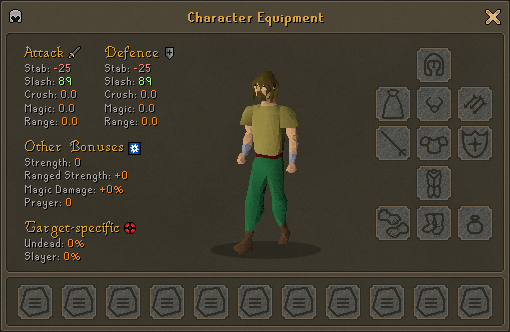 Character Equipment
Attack
Stab: -25
Slash: 89
Crush: 0.0
Magic: 0.0
Range: 0.0
Defence
Stab: -25
Slash: 89
Crush: 0.0
Magic: 0.0
Range: 0.0
Other Bonuses
Strength: 0
Ranged Strength: +0
Magic Damage: +0%
Prayer: 0
Target-specific
Undead: 0%
Slayer: 0%